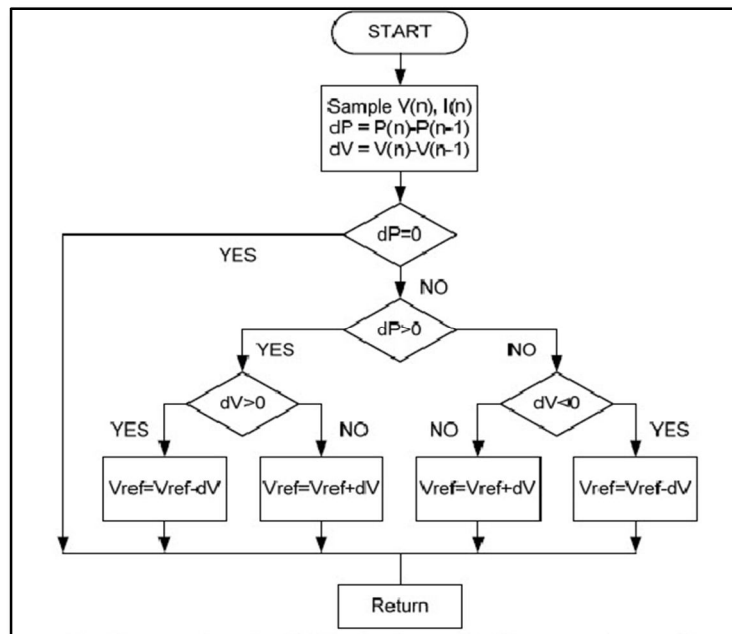 START
Sample V(n), I(n)
dP = P(n)-P(n-1)
dV = V(n)-V(n-1)
dP=0
YES
NO
dP>0
YES
NO
dV>0
dV<0
YES
NO
NO
YES
Vref=Vref-dV
Vref=Vref+dV
Vref=Vref+dV
Vref=Vref-dV
Return